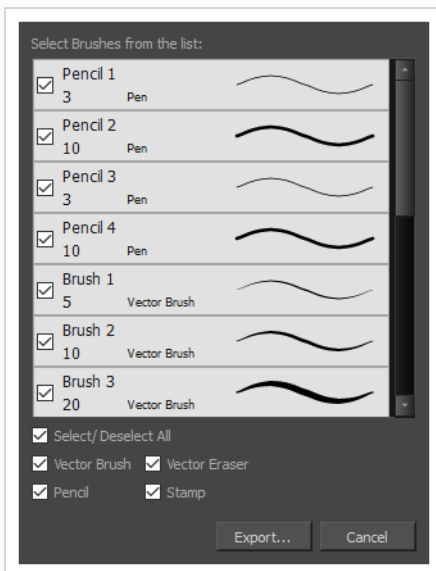 Select Brushes from the list:
Pencil 1
3 Pen
Pencil 2
10 Pen
Pencil 3
3 Pen
Pencil 4
10 Pen
Brush 1
5 Vector Brush
Brush 2
10 Vector Brush
Brush 3
20 Vector Brush
Select/Deselect All
Vector Brush Vector Eraser
Pencil Stamp
Export... Cancel